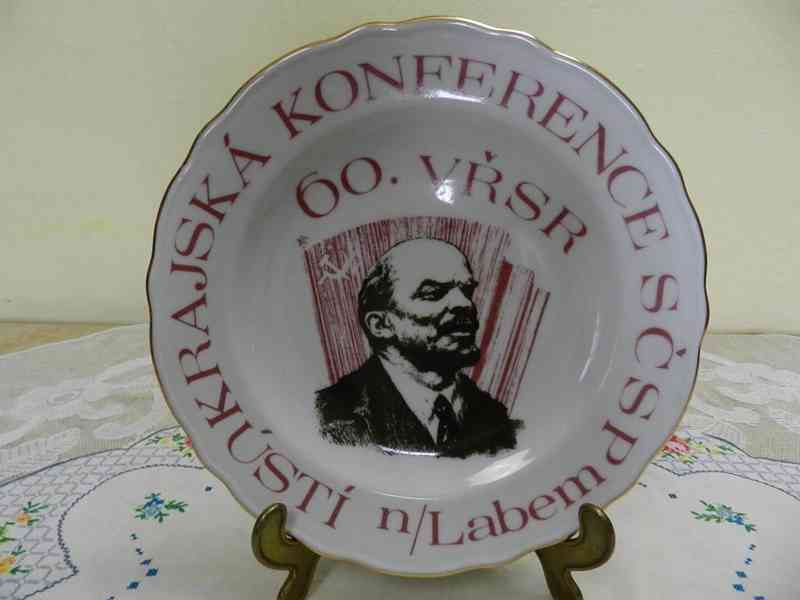 KRAJSKÁ KONFERENCE SČSP
ÚSTÍ n/Labem
60. VŘSR